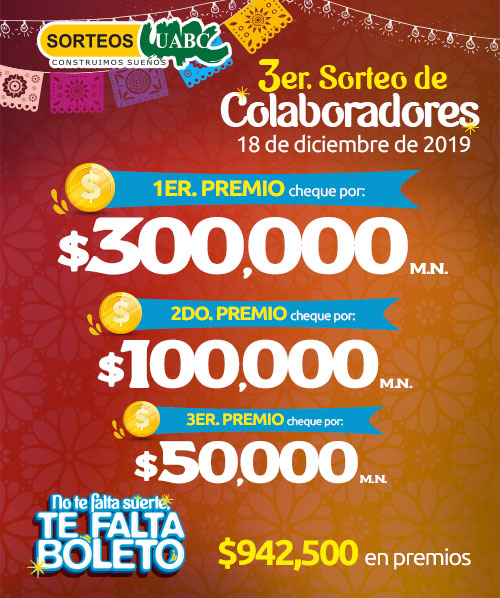 SORTEOS UABC
CONSTRUIMOS SUEÑOS
3er. Sorteo de
Colaboradores
18 de diciembre de 2019
1ER. PREMIO cheque por:
$300,000 M.N.
2DO. PREMIO cheque por:
$100,000 M.N.
3ER. PREMIO cheque por:
$50,000 M.N.
No te falta suerte,
TE FALTA
BOLETO
$942,500 en premios